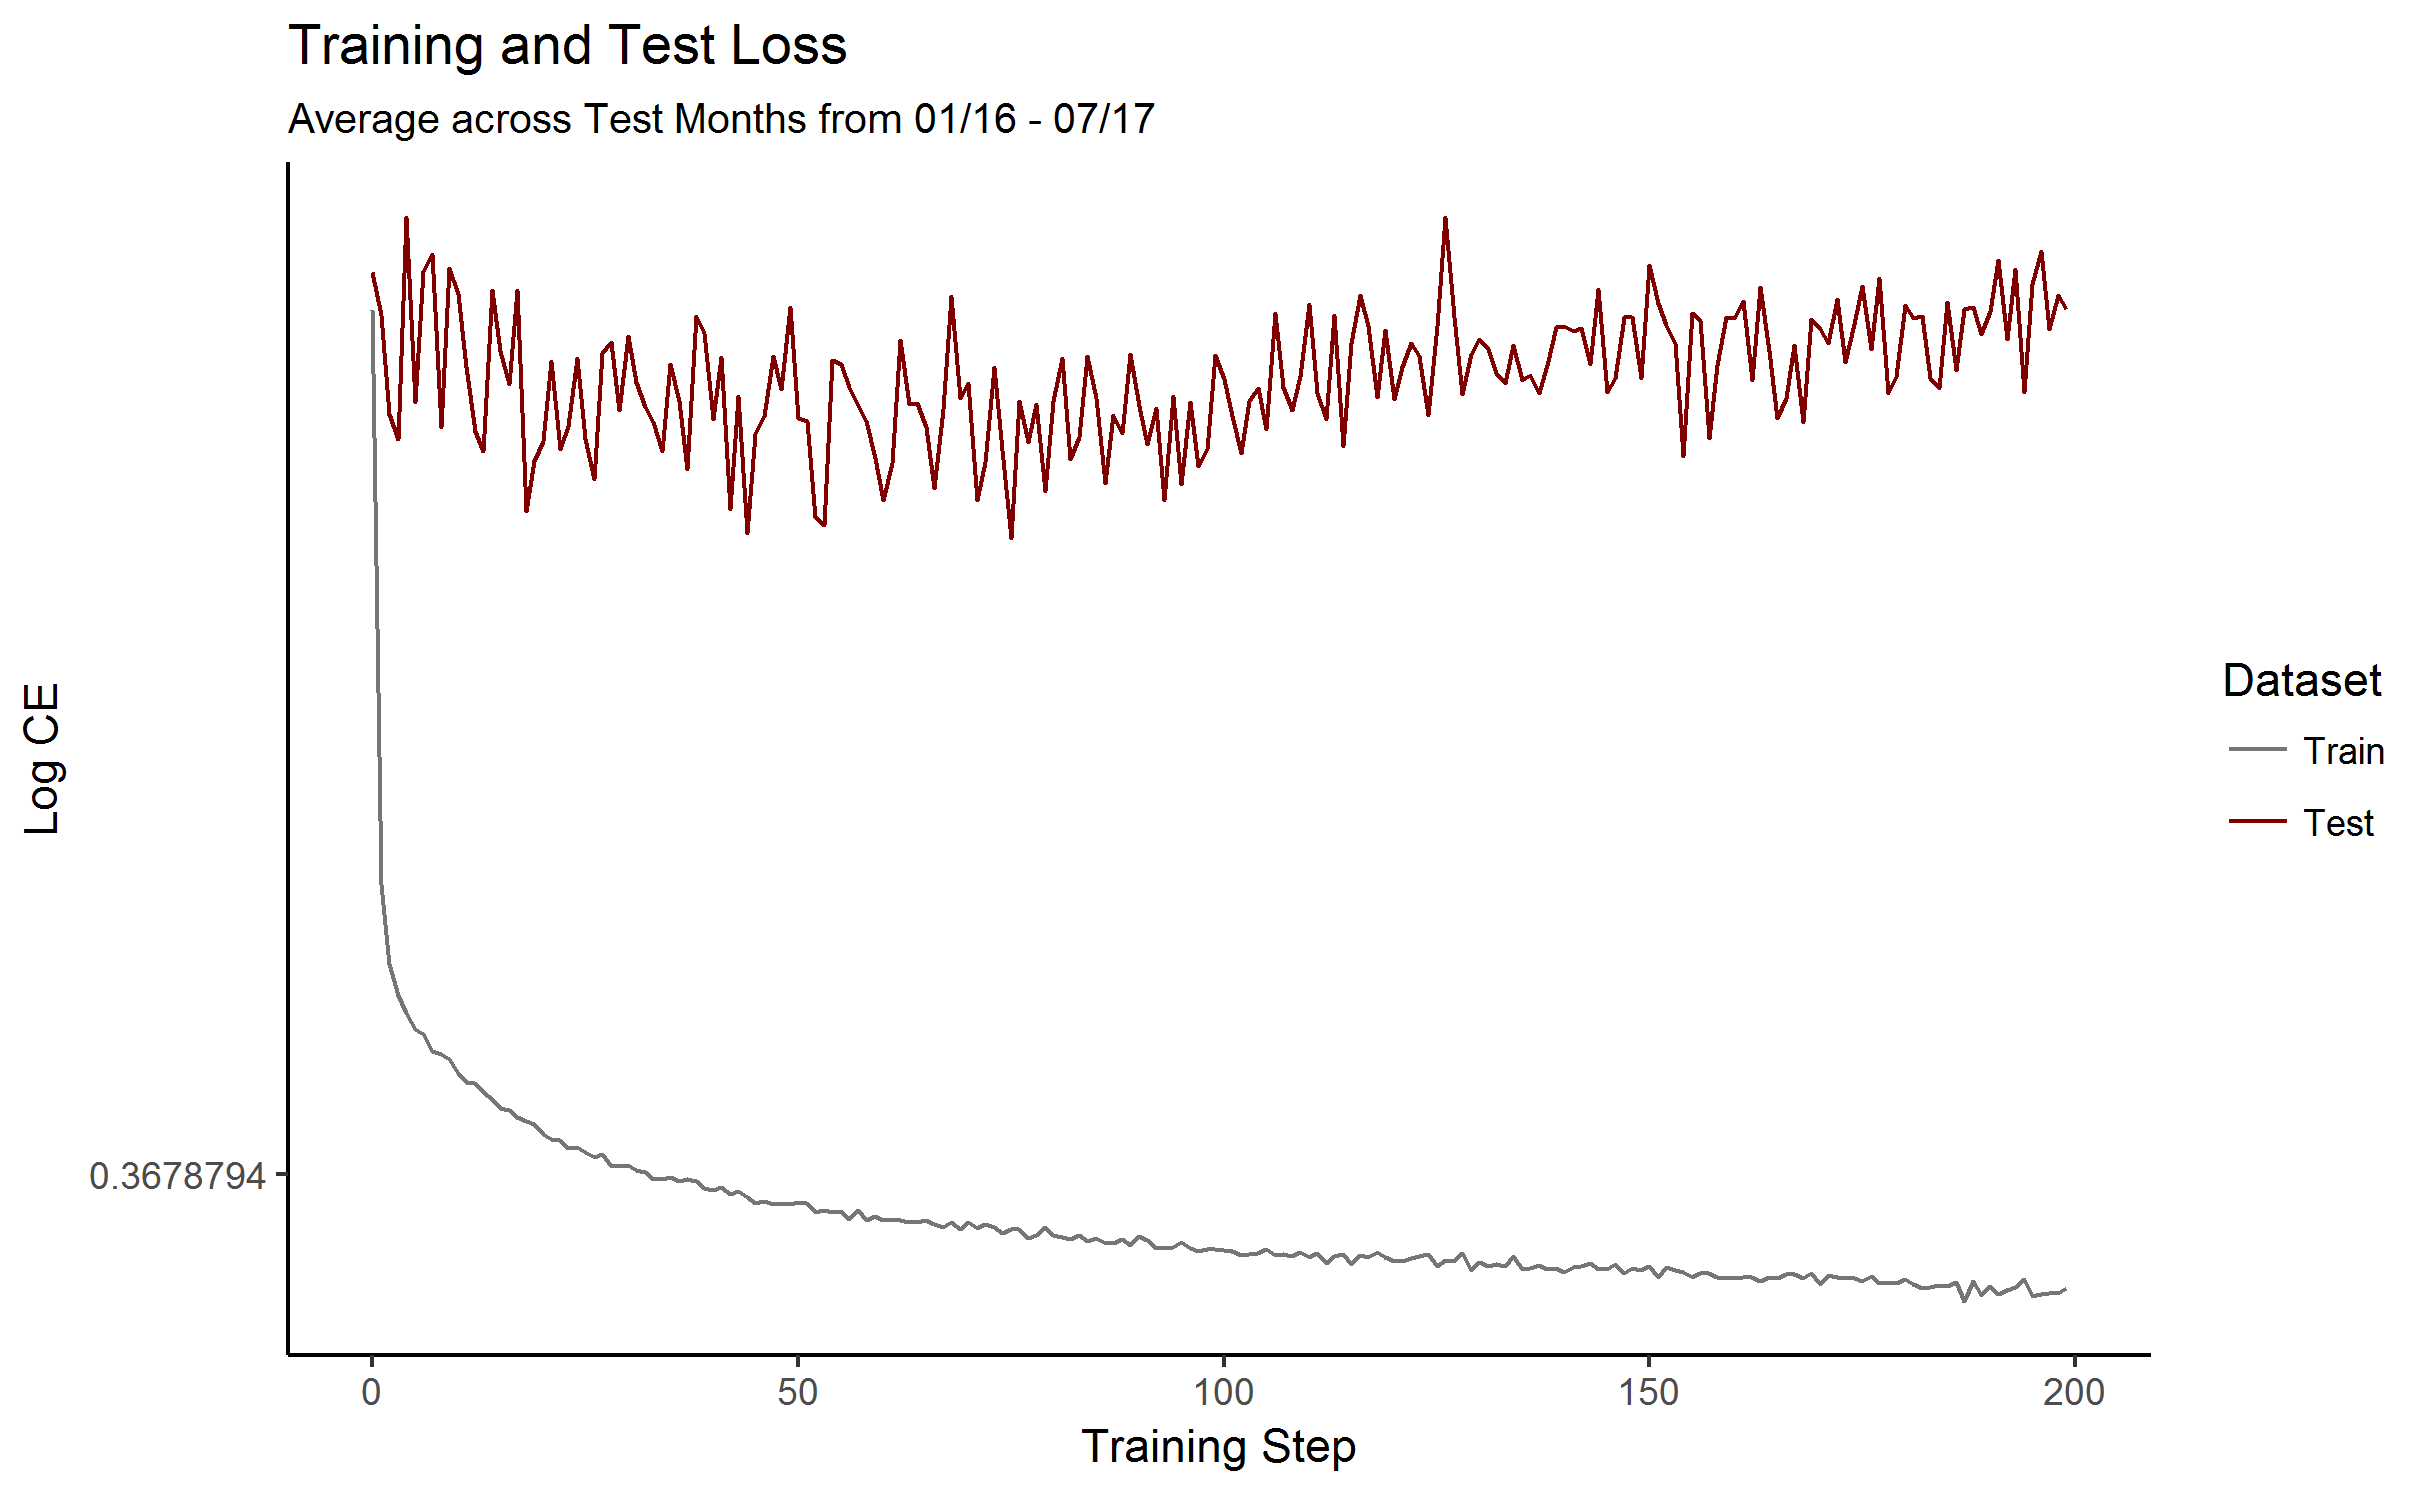 Training and Test Loss
Average across Test Months from 01/16 - 07/17
Log CE
0.3678794
0 50 100 150 200
Training Step
Dataset
Train
Test